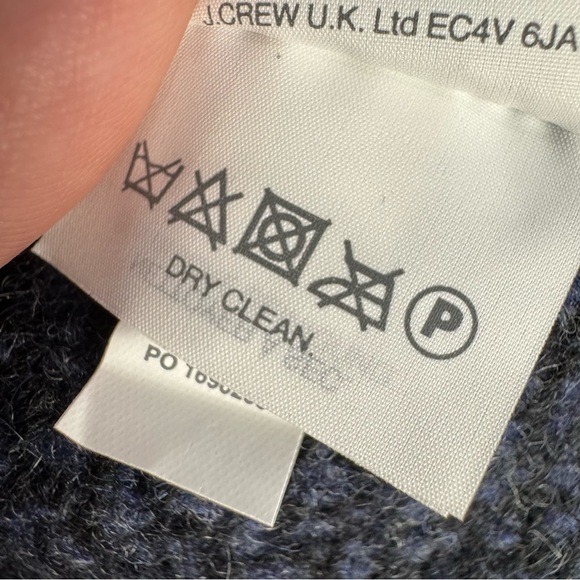 J.CREW U.K. Ltd EC4V 6JA
P
DRY CLEAN.
PO